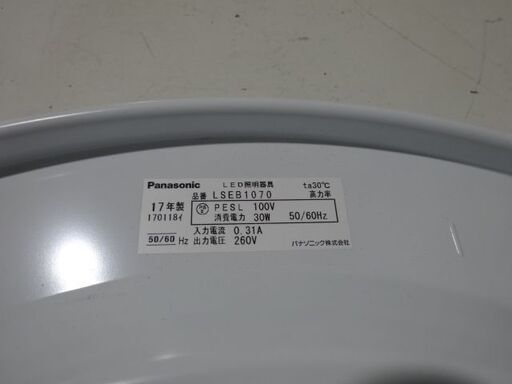 Panasonic LED照明器具 ta30℃
品番 LSEB1070 高力率
17年製 PESL 100V
170118イ 消費電力 30W 50/60Hz
入力電流 0.31A
50/60 Hz 出力電圧 260V パナソニック株式会社